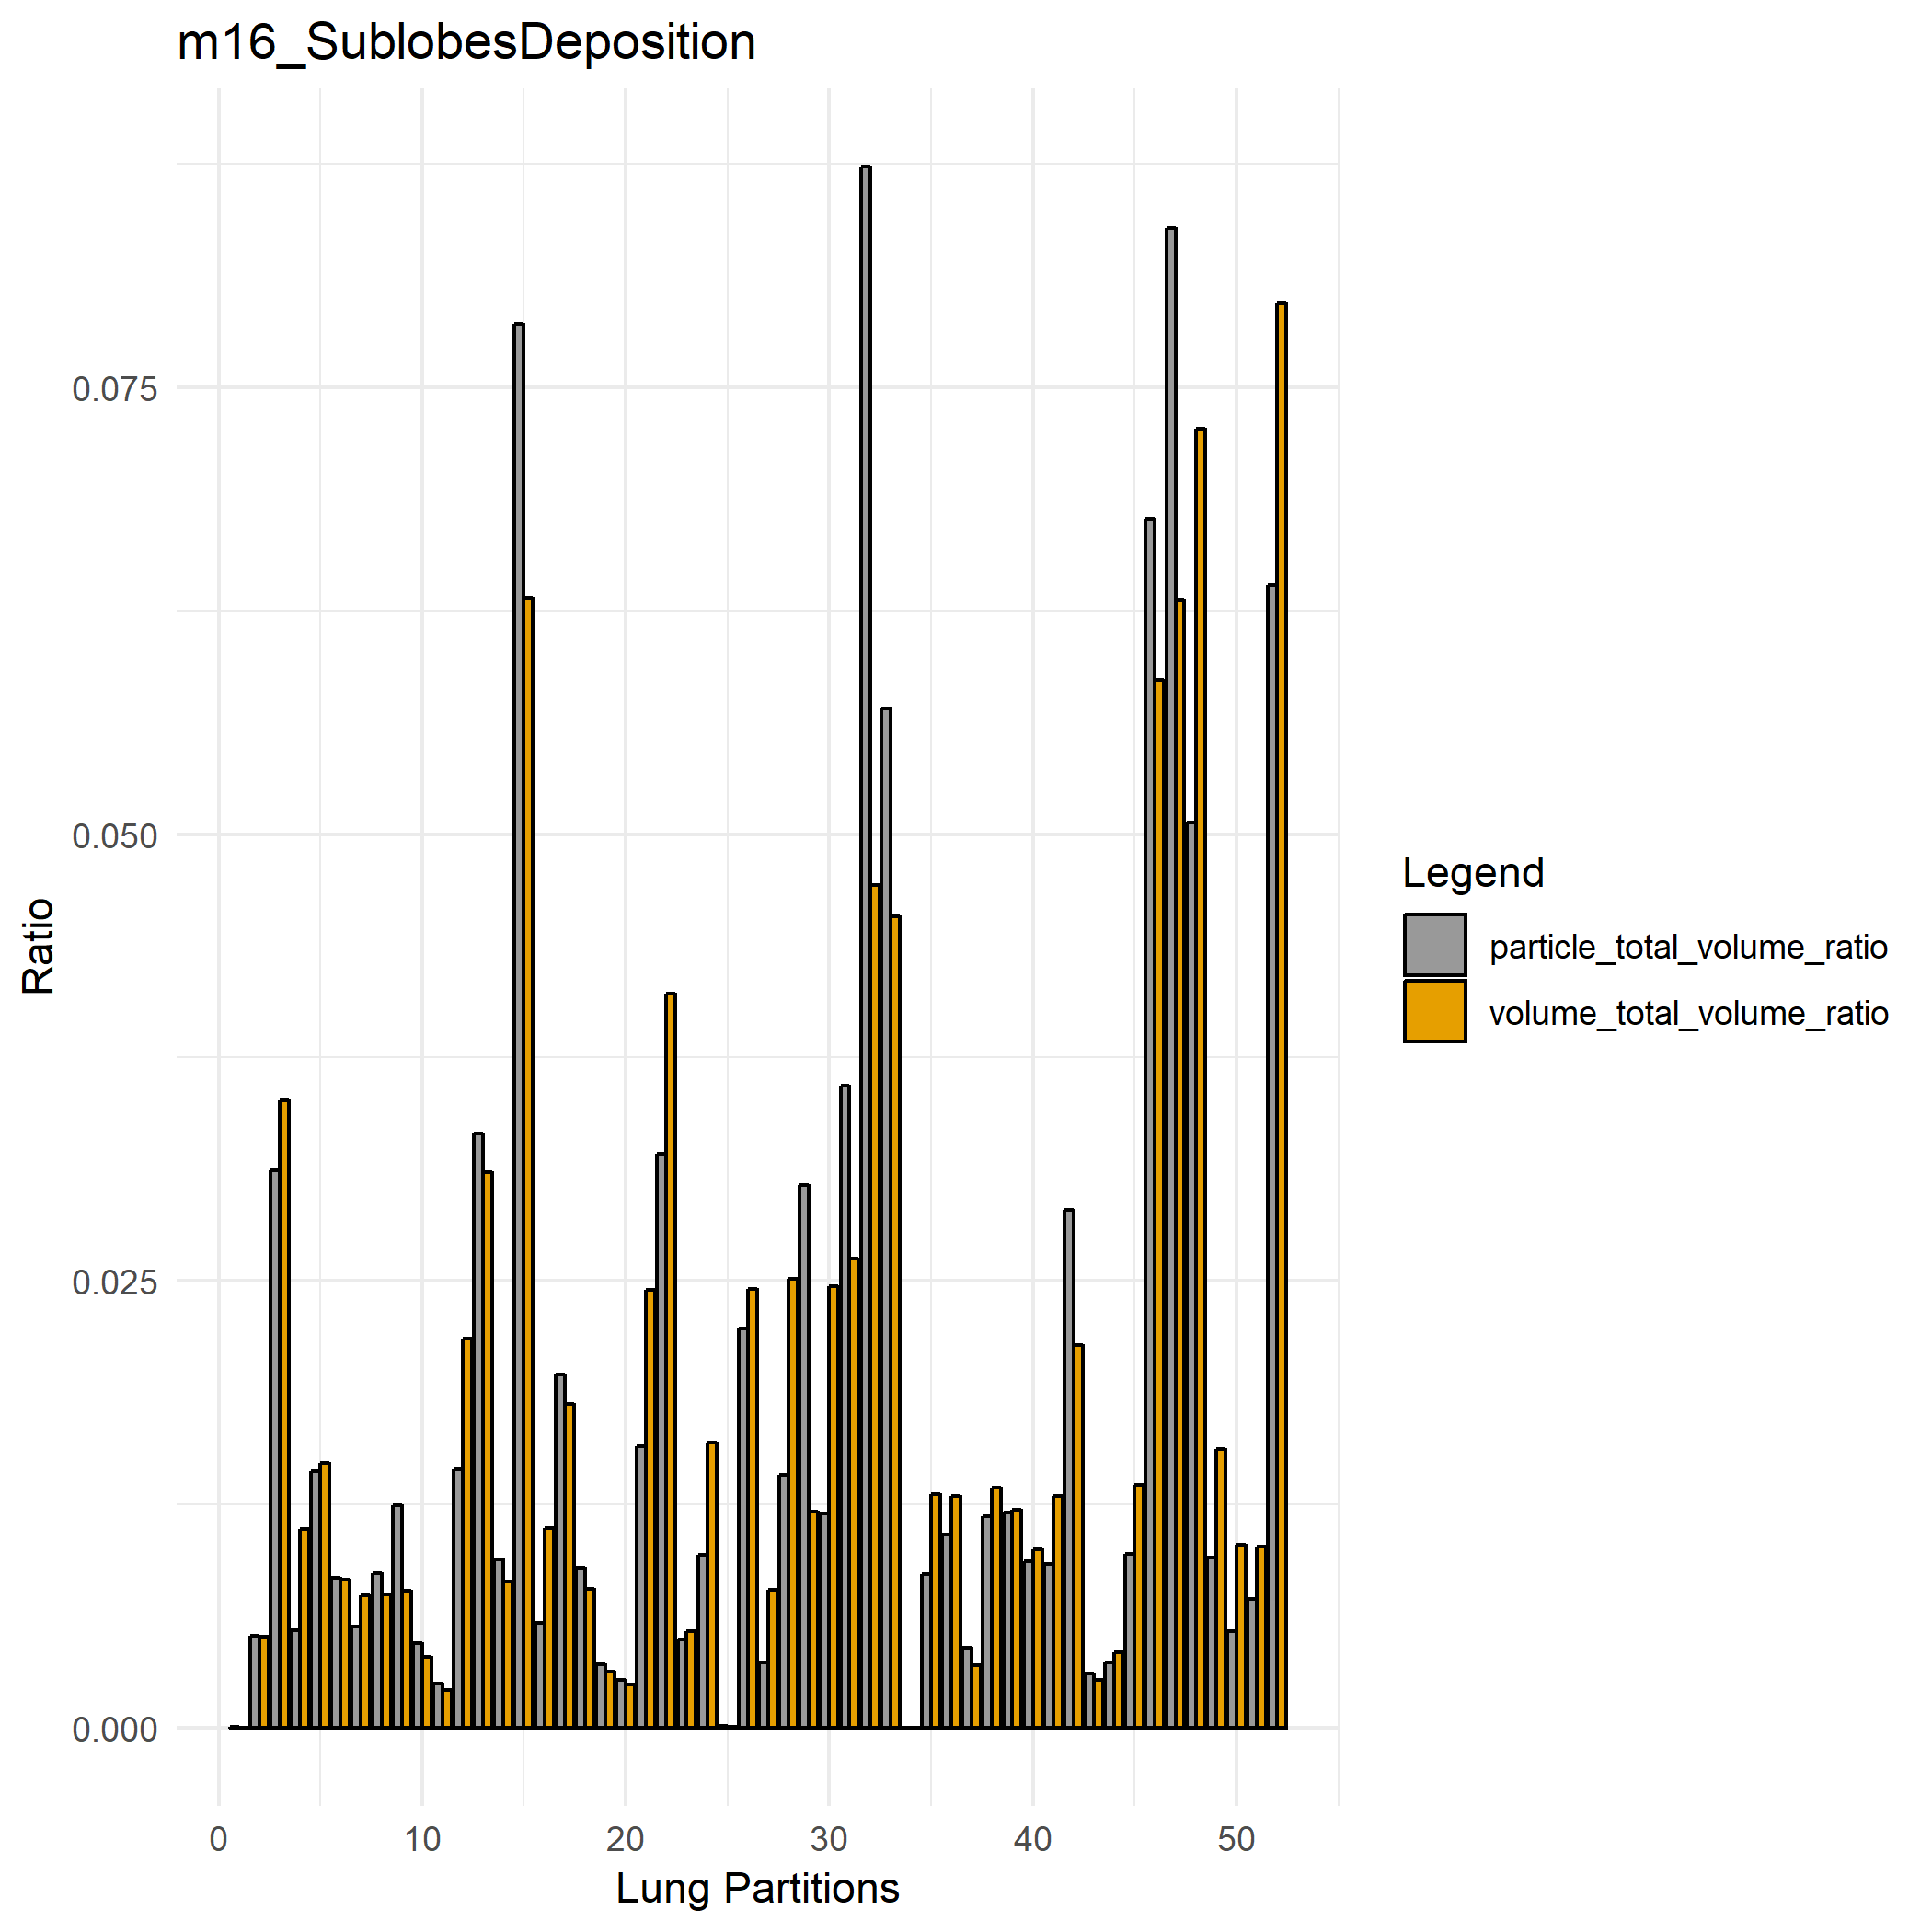 m16_SublobesDeposition
Ratio
0.075
0.050
0.025
0.000
0 10 20 30 40 50
Lung Partitions
Legend
particle_total_volume_ratio
volume_total_volume_ratio